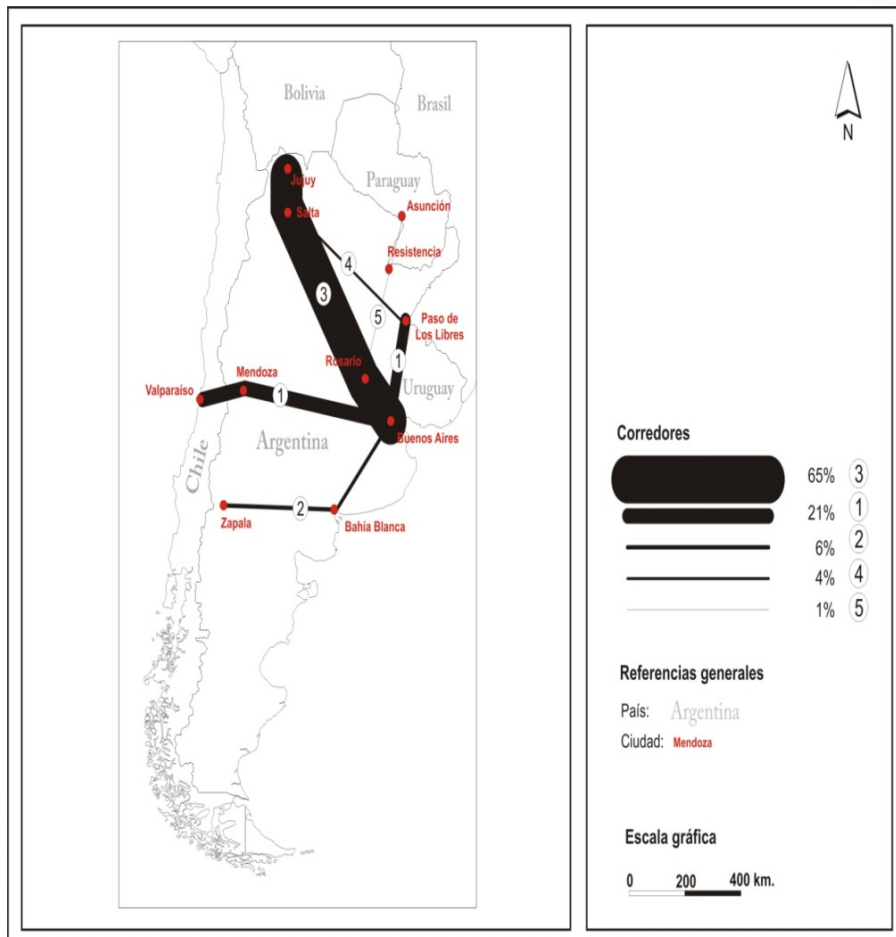 Bolivia
Brasil
Jujuy
Paraguay
Salta
Asunción
4
Resistencia
3
5
Paso de
Los Libres
Rosario
1
Mendoza
Uruguay
Valparaíso
1
Buenos Aires
Argentina
Chile
2
Zapala
Bahía Blanca
N
Corredores
65% 3
21% 1
6% 2
4% 4
1% 5
Referencias generales
País: Argentina
Ciudad: Mendoza
Escala gráfica
0 200 400 km.